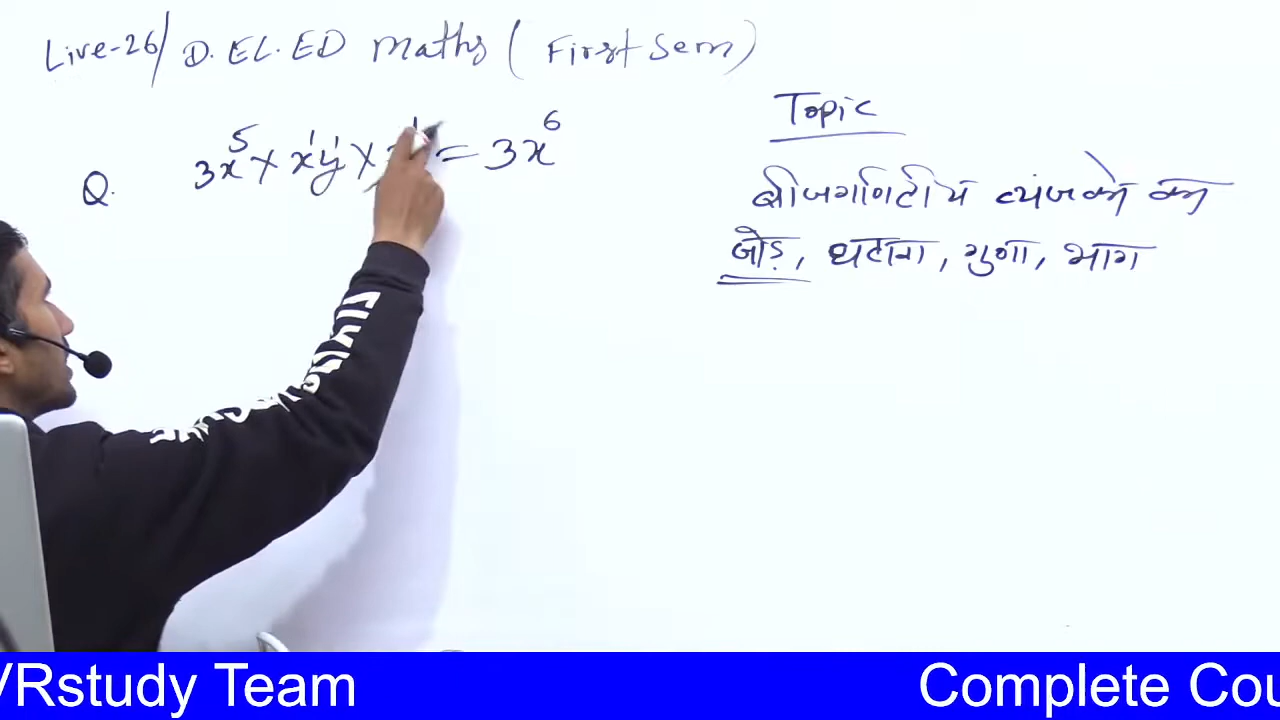 Live-26/ D.EL.ED Maths ( First Sem )
Topic
बीजगणितीय व्यंजको का
जोड़, घटाना, गुणा, भाग
Q. 3x⁵ × x¹y¹ × = 3x⁶
VRstudy Team Complete Cou